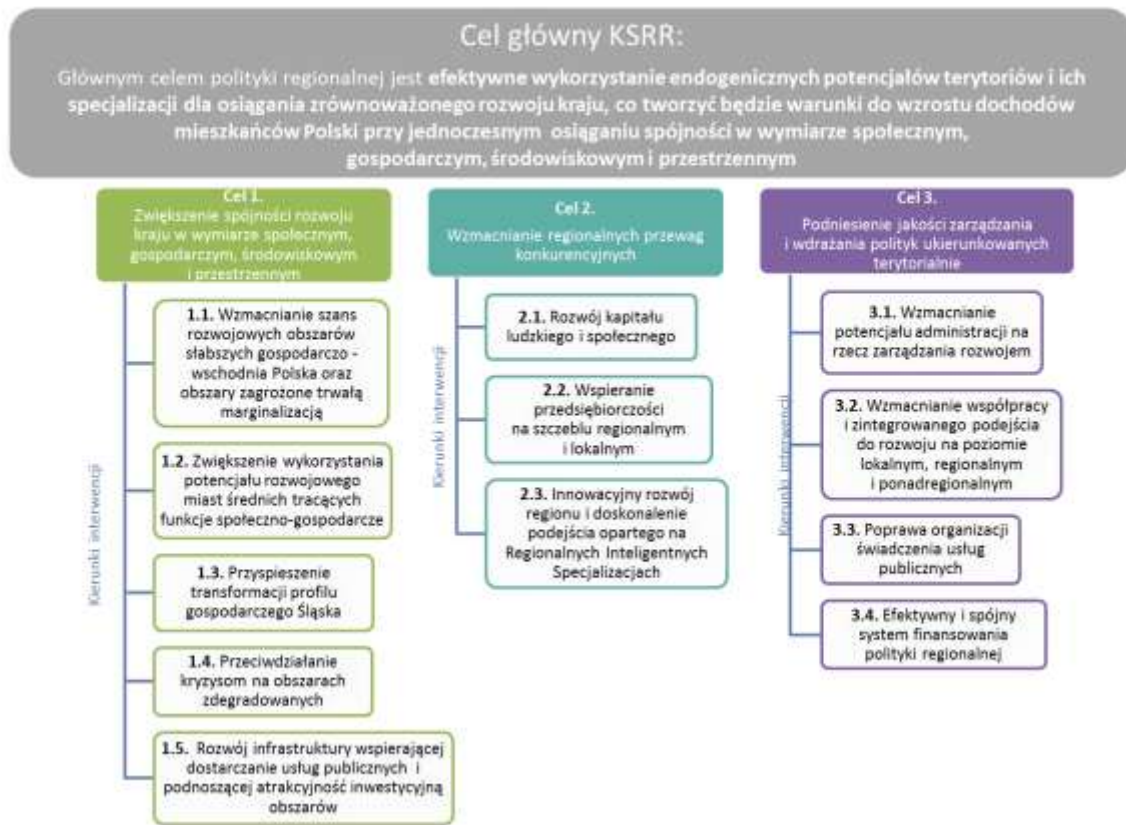 Cel główny KSRR:
Głównym celem polityki regionalnej jest efektywne wykorzystanie endogenicznych potencjałów terytoriów i ich
specjalizacji dla osiągania zrównoważonego rozwoju kraju, co tworzyć będzie warunki do wzrostu dochodów
mieszkańców Polski przy jednoczesnym osiąganiu spójności w wymiarze społecznym,
gospodarczym, środowiskowym i przestrzennym
Cel 1.
Zwiększenie spójności rozwoju
kraju w wymiarze społecznym,
gospodarczym, środowiskowym
i przestrzennym
Kierunki interwencji
1.1. Wzmacnianie szans
rozwojowych obszarów
słabszych gospodarczo -
wschodnia Polska oraz
obszary zagrożone trwałą
marginalizacją
1.2. Zwiększenie wykorzystania
potencjału rozwojowego
miast średnich tracących
funkcje społeczno-gospodarcze
1.3. Przyspieszenie
transformacji profilu
gospodarczego Śląska
1.4. Przeciwdziałanie
kryzysom na obszarach
zdegradowanych
1.5. Rozwój infrastruktury wspierającej
dostarczanie usług publicznych i
podnoszącej atrakcyjność inwestycyjną
obszarów
Cel 2.
Wzmacnianie regionalnych przewag
konkurencyjnych
Kierunki interwencji
2.1. Rozwój kapitału
ludzkiego i społecznego
2.2. Wspieranie
przedsiębiorczości
na szczeblu regionalnym
i lokalnym
2.3. Innowacyjny rozwój
regionu i doskonalenie
podejścia opartego na
Regionalnych Inteligentnych
Specjalizacjach
Cel 3.
Podniesienie jakości zarządzania
i wdrażania polityk ukierunkowanych
terytorialnie
Kierunki interwencji
3.1. Wzmacnianie
potencjału administracji na
rzecz zarządzania rozwojem
3.2. Wzmacnianie współpracy
i zintegrowanego podejścia
do rozwoju na poziomie
lokalnym, regionalnym
i ponadregionalnym
3.3. Poprawa organizacji
świadczenia usług
publicznych
3.4. Efektywny i spójny
system finansowania
polityki regionalnej